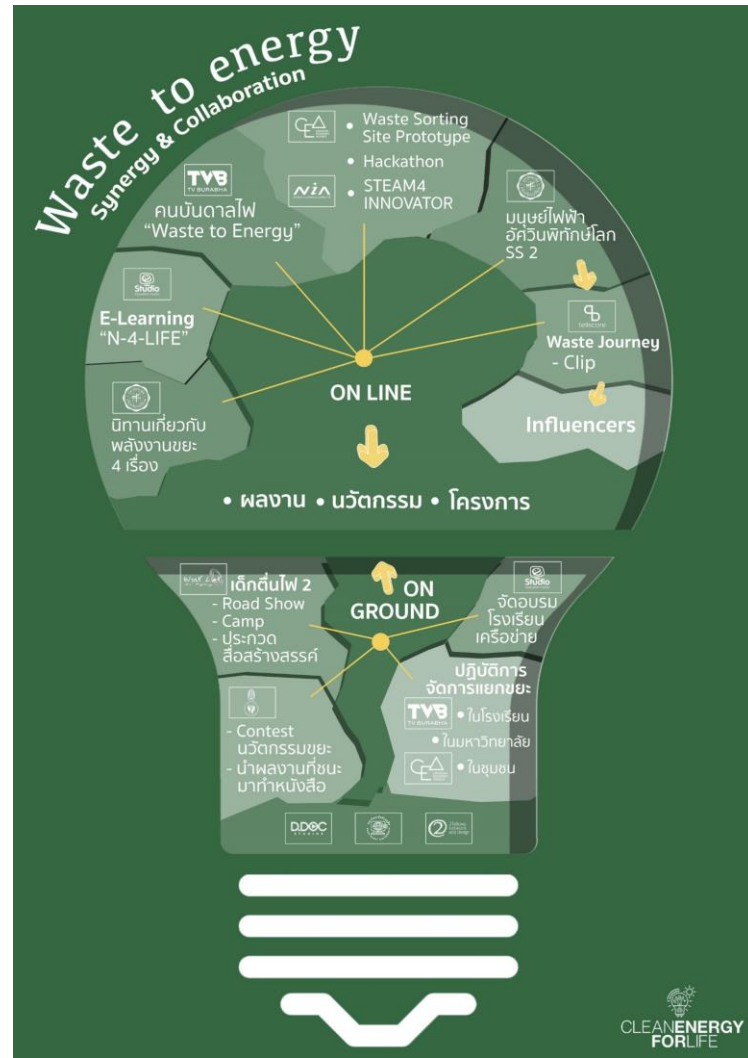 Waste to energy
Synergy & Collaboration
CEA
• Waste Sorting
Site Prototype
• Hackathon
NIA
• STEAM4
INNOVATOR
TVB
TV BURABHA
คนบันดาลไฟ
“Waste to Energy”
มนุษย์ไฟฟ้า
อัศวินพิทักษ์โลก
SS 2
Studio
E-Learning
“N-4-LIFE”
Waste Journey
- Clip
Influencers
นิทานเกี่ยวกับ
พลังงานขยะ
4 เรื่อง
ON LINE
• ผลงาน • นวัตกรรม • โครงการ
Work Link
เด็กตื่นไฟ 2
- Road Show
- Camp
- ประกวด
สื่อสร้างสรรค์
ON
GROUND
Studio
จัดอบรม
โรงเรียน
เครือข่าย
- Contest
นวัตกรรมขยะ
- นำผลงานที่ชนะ
มาทำหนังสือ
ปฏิบัติการ
จัดการแยกขยะ
TVB
TV BURABHA
• ในโรงเรียน
• ในมหาวิทยาลัย
CEA
• ในชุมชน
D.DOC
STUDIOS
CLEANENERGY
FORLIFE